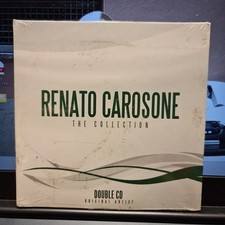 RENATO CAROSONE
THE COLLECTION
DOUBLE CD
ORIGINAL ARTIST